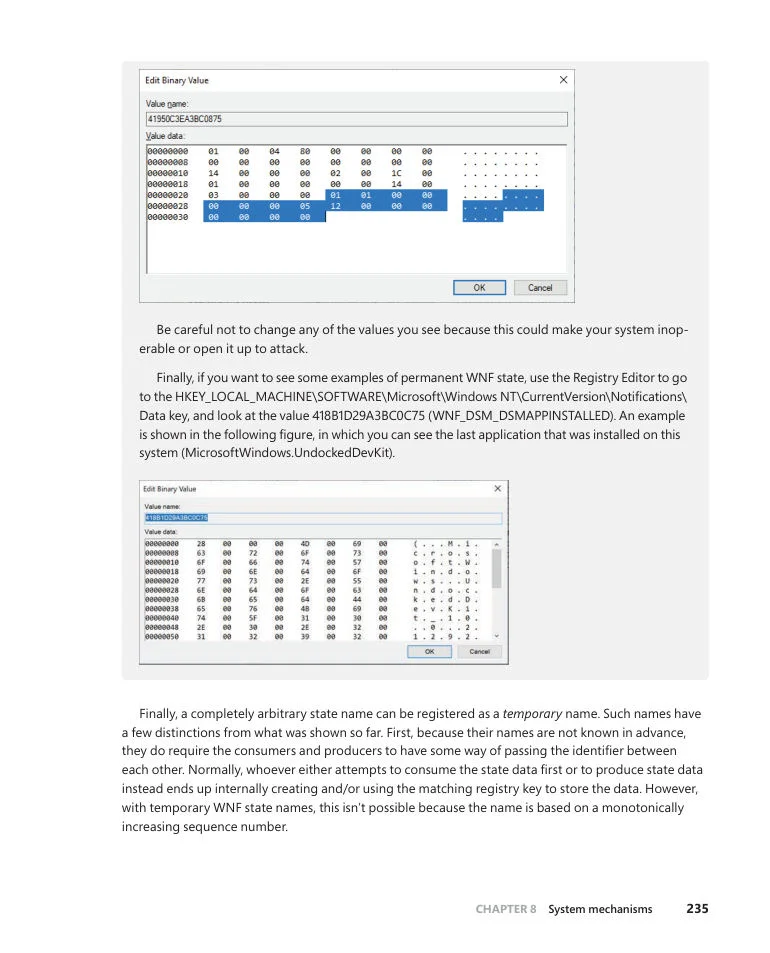 Edit Binary Value
Value name:
41950C3EA3BC0875
Value data:
00000000 01 00 04 80 00 00 00 00 . . . . . . . .
00000008 00 00 00 00 00 00 00 00 . . . . . . . .
00000010 14 00 00 00 02 00 1C 00 . . . . . . . .
00000018 01 00 00 00 00 00 14 00 . . . . . . . .
00000020 03 00 00 00 01 01 00 00 . . . . . . . .
00000028 00 00 00 05 12 00 00 00 . . . . . . . .
00000030 00 00 00 00 . . . .
OK Cancel
Be careful not to change any of the values you see because this could make your system inop-
erable or open it up to attack.
Finally, if you want to see some examples of permanent WNF state, use the Registry Editor to go
to the HKEY_LOCAL_MACHINE\SOFTWARE\Microsoft\Windows NT\CurrentVersion\Notifications\
Data key, and look at the value 418B1D29A3BC0C75 (WNF_DSM_DSMAPPINSTALLED). An example
is shown in the following figure, in which you can see the last application that was installed on this
system (MicrosoftWindows.UndockedDevKit).
Edit Binary Value
Value name:
418B1D29A3BC0C75
Value data:
00000000 28 00 00 00 4D 00 69 00 ( . . . M . i .
00000008 63 00 72 00 6F 00 73 00 c . r . o . s .
00000010 6F 00 66 00 74 00 57 00 o . f . t . W .
00000018 69 00 6E 00 64 00 6F 00 i . n . d . o .
00000020 77 00 73 00 2E 00 55 00 w . s . . . U .
00000028 6E 00 64 00 6F 00 63 00 n . d . o . c .
00000030 6B 00 65 00 64 00 44 00 k . e . d . D .
00000038 65 00 76 00 4B 00 69 00 e . v . K . i .
00000040 74 00 5F 00 31 00 30 00 t . _ . 1 . 0 .
00000048 2E 00 30 00 2E 00 32 00 . . 0 . . . 2 .
00000050 31 00 32 00 39 00 32 00 1 . 2 . 9 . 2 .
OK Cancel
Finally, a completely arbitrary state name can be registered as a temporary name. Such names have
a few distinctions from what was shown so far. First, because their names are not known in advance,
they do require the consumers and producers to have some way of passing the identifier between
each other. Normally, whoever either attempts to consume the state data first or to produce state data
instead ends up internally creating and/or using the matching registry key to store the data. However,
with temporary WNF state names, this isn't possible because the name is based on a monotonically
increasing sequence number.
CHAPTER 8 System mechanisms 235